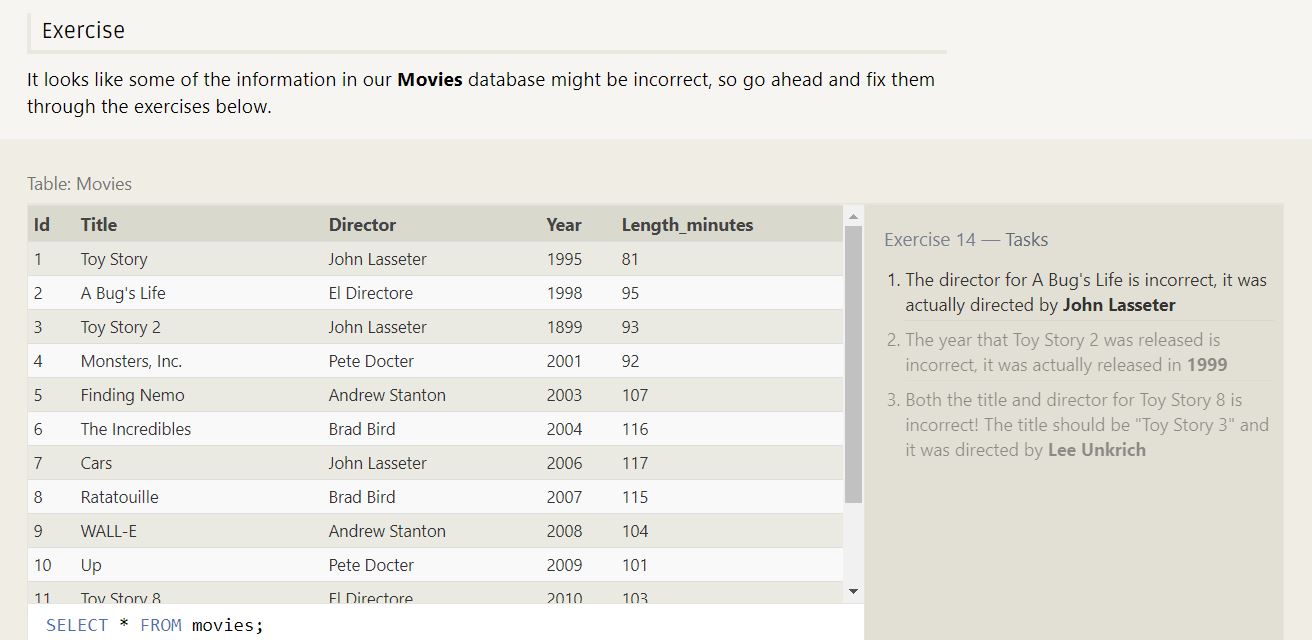 Exercise
It looks like some of the information in our Movies database might be incorrect, so go ahead and fix them
through the exercises below.
Table: Movies
Id Title Director Year Length_minutes
1 Toy Story John Lasseter 1995 81
2 A Bug's Life El Directore 1998 95
3 Toy Story 2 John Lasseter 1899 93
4 Monsters, Inc. Pete Docter 2001 92
5 Finding Nemo Andrew Stanton 2003 107
6 The Incredibles Brad Bird 2004 116
7 Cars John Lasseter 2006 117
8 Ratatouille Brad Bird 2007 115
9 WALL-E Andrew Stanton 2008 104
10 Up Pete Docter 2009 101
11 Toy Story 8 El Directore 2010 103
SELECT * FROM movies;
Exercise 14 — Tasks
1. The director for A Bug's Life is incorrect, it was
actually directed by John Lasseter
2. The year that Toy Story 2 was released is
incorrect, it was actually released in 1999
3. Both the title and director for Toy Story 8 is
incorrect! The title should be "Toy Story 3" and
it was directed by Lee Unkrich